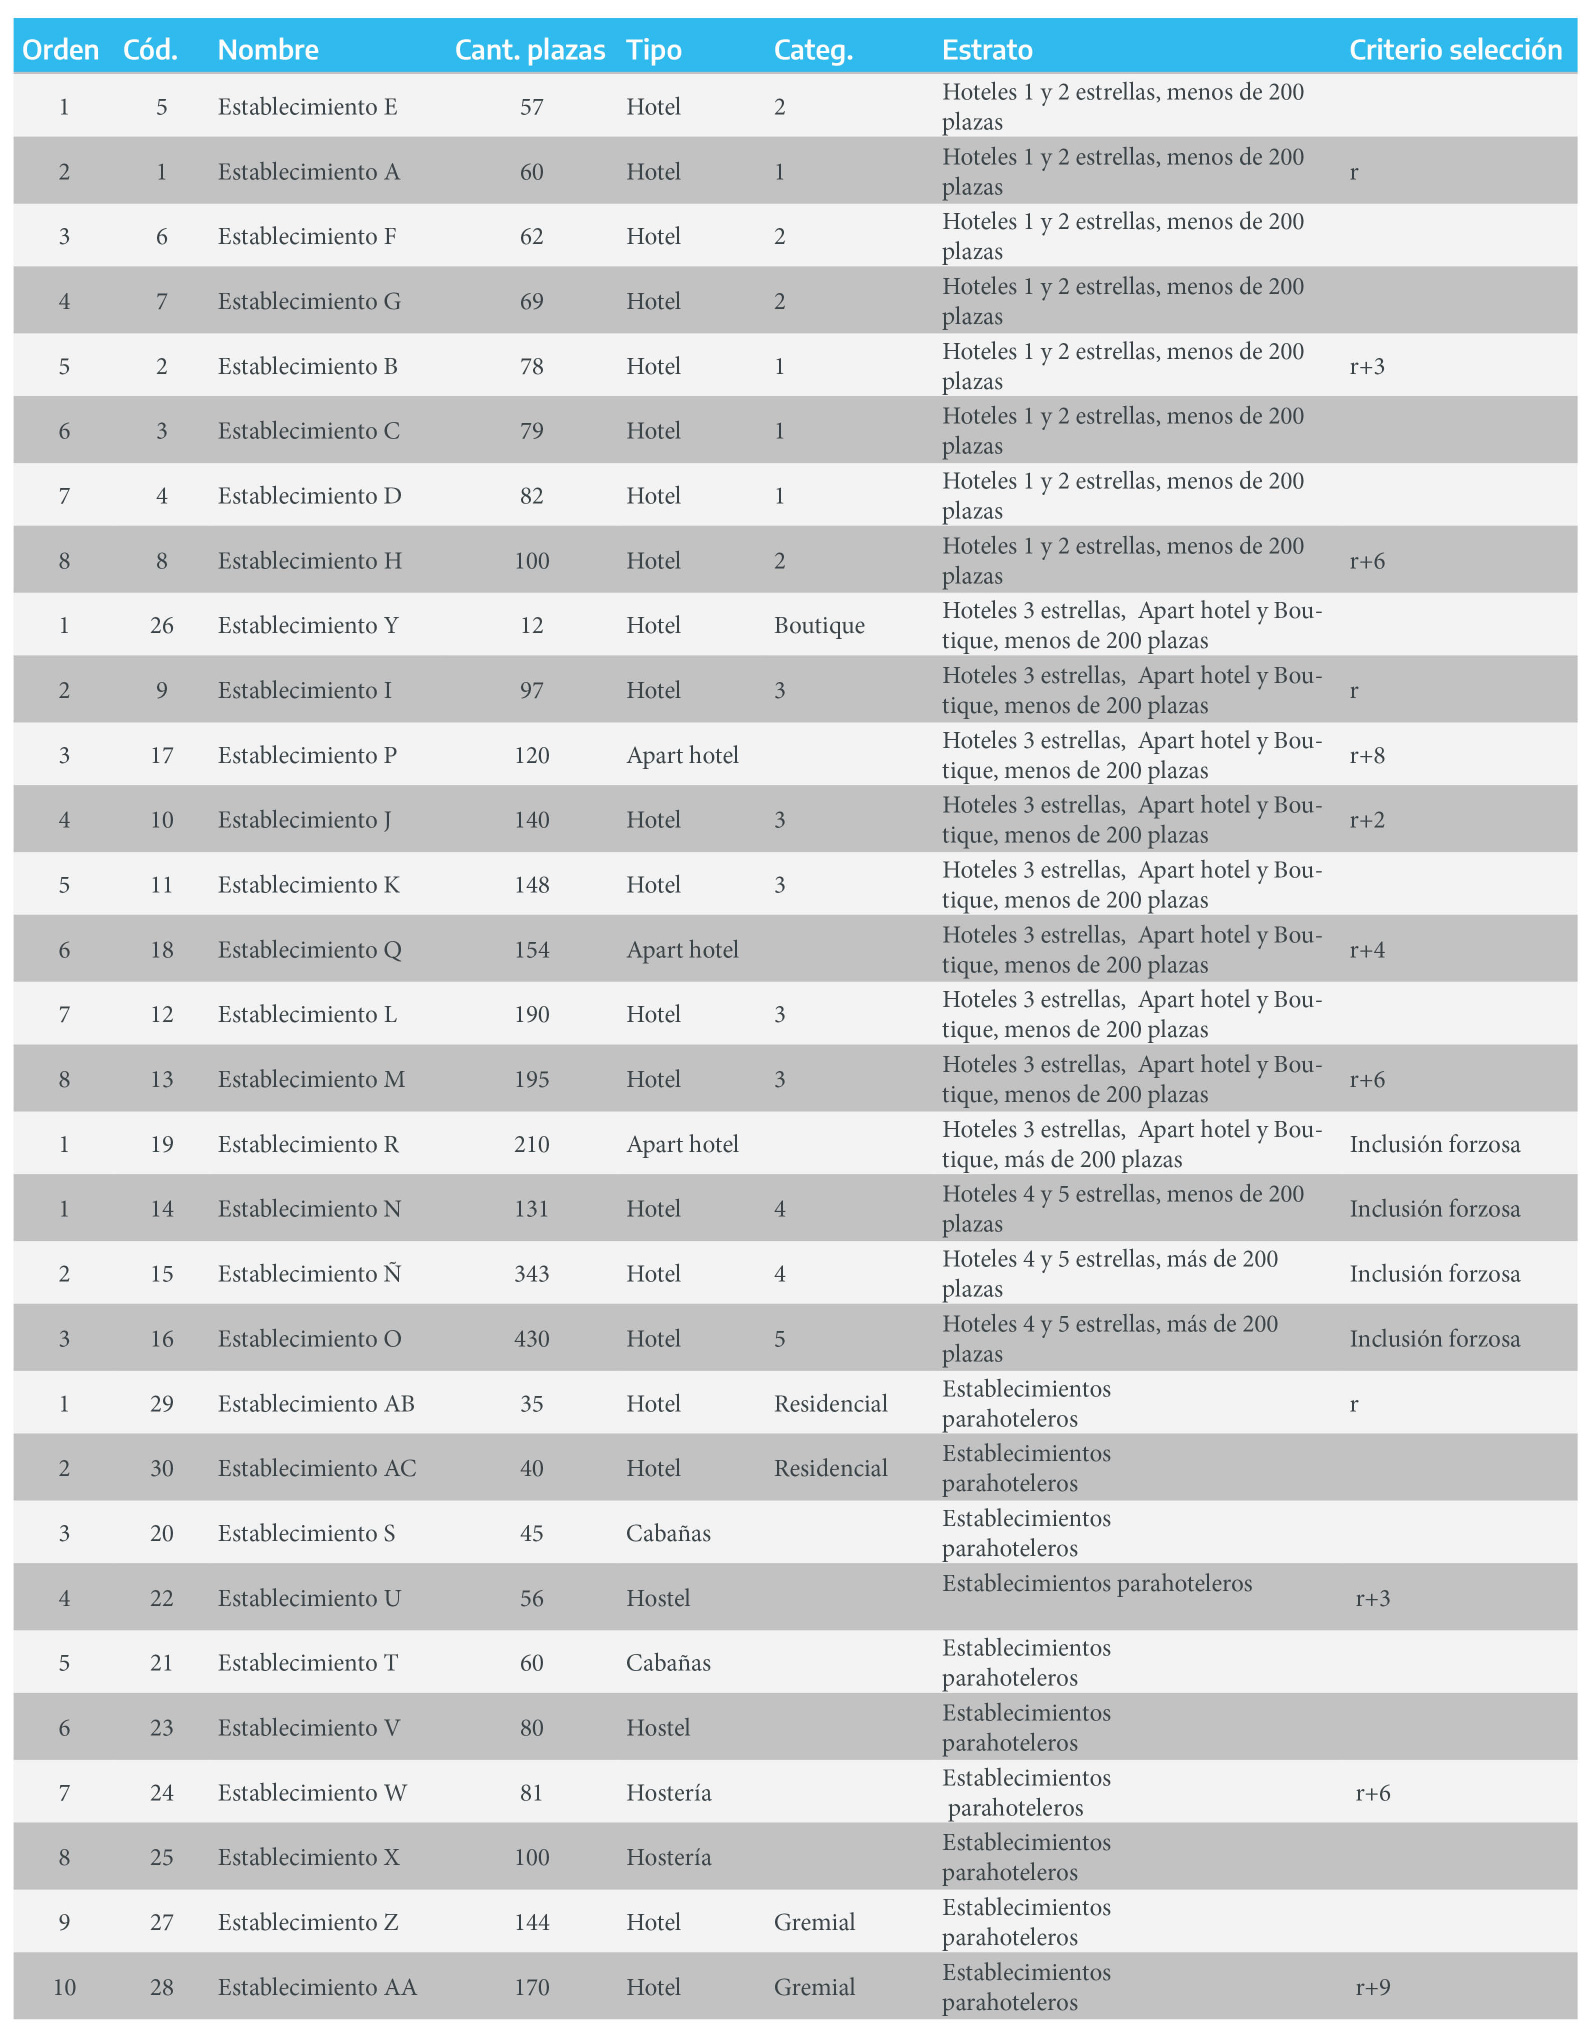 Orden Cód. Nombre Cant. plazas Tipo Categ. Estrato Criterio selección
1 5 Establecimiento E 57 Hotel 2 Hoteles 1 y 2 estrellas, menos de 200
plazas
2 1 Establecimiento A 60 Hotel 1 Hoteles 1 y 2 estrellas, menos de 200
plazas r
3 6 Establecimiento F 62 Hotel 2 Hoteles 1 y 2 estrellas, menos de 200
plazas
4 7 Establecimiento G 69 Hotel 2 Hoteles 1 y 2 estrellas, menos de 200
plazas
5 2 Establecimiento B 78 Hotel 1 Hoteles 1 y 2 estrellas, menos de 200
plazas r+3
6 3 Establecimiento C 79 Hotel 1 Hoteles 1 y 2 estrellas, menos de 200
plazas
7 4 Establecimiento D 82 Hotel 1 Hoteles 1 y 2 estrellas, menos de 200
plazas
8 8 Establecimiento H 100 Hotel 2 Hoteles 1 y 2 estrellas, menos de 200
plazas r+6
1 26 Establecimiento Y 12 Hotel Boutique Hoteles 3 estrellas, Apart hotel y Bou-
tique, menos de 200 plazas
2 9 Establecimiento I 97 Hotel 3 Hoteles 3 estrellas, Apart hotel y Bou-
tique, menos de 200 plazas r
3 17 Establecimiento P 120 Apart hotel Hoteles 3 estrellas, Apart hotel y Bou-
tique, menos de 200 plazas r+8
4 10 Establecimiento J 140 Hotel 3 Hoteles 3 estrellas, Apart hotel y Bou-
tique, menos de 200 plazas r+2
5 11 Establecimiento K 148 Hotel 3 Hoteles 3 estrellas, Apart hotel y Bou-
tique, menos de 200 plazas
6 18 Establecimiento Q 154 Apart hotel Hoteles 3 estrellas, Apart hotel y Bou-
tique, menos de 200 plazas r+4
7 12 Establecimiento L 190 Hotel 3 Hoteles 3 estrellas, Apart hotel y Bou-
tique, menos de 200 plazas
8 13 Establecimiento M 195 Hotel 3 Hoteles 3 estrellas, Apart hotel y Bou-
tique, menos de 200 plazas r+6
1 19 Establecimiento R 210 Apart hotel Hoteles 3 estrellas, Apart hotel y Bou-
tique, más de 200 plazas Inclusión forzosa
1 14 Establecimiento N 131 Hotel 4 Hoteles 4 y 5 estrellas, menos de 200
plazas Inclusión forzosa
2 15 Establecimiento Ñ 343 Hotel 4 Hoteles 4 y 5 estrellas, más de 200
plazas Inclusión forzosa
3 16 Establecimiento O 430 Hotel 5 Hoteles 4 y 5 estrellas, más de 200
plazas Inclusión forzosa
1 29 Establecimiento AB 35 Hotel Residencial Establecimientos
parahoteleros r
2 30 Establecimiento AC 40 Hotel Residencial Establecimientos
parahoteleros
3 20 Establecimiento S 45 Cabañas Establecimientos
parahoteleros
4 22 Establecimiento U 56 Hostel Establecimientos parahoteleros r+3
5 21 Establecimiento T 60 Cabañas Establecimientos
parahoteleros
6 23 Establecimiento V 80 Hostel Establecimientos
parahoteleros
7 24 Establecimiento W 81 Hostería Establecimientos
parahoteleros r+6
8 25 Establecimiento X 100 Hostería Establecimientos
parahoteleros
9 27 Establecimiento Z 144 Hotel Gremial Establecimientos
parahoteleros
10 28 Establecimiento AA 170 Hotel Gremial Establecimientos
parahoteleros r+9